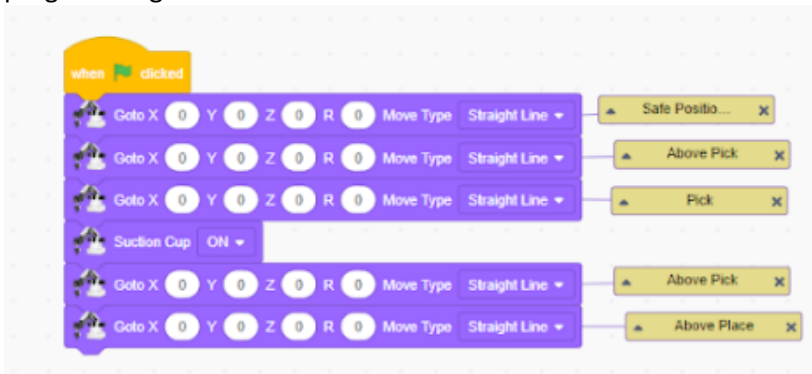 when clicked
Goto X 0 Y 0 Z 0 R 0 Move Type Straight Line Safe Positio...
Goto X 0 Y 0 Z 0 R 0 Move Type Straight Line Above Pick
Goto X 0 Y 0 Z 0 R 0 Move Type Straight Line Pick
Suction Cup ON
Goto X 0 Y 0 Z 0 R 0 Move Type Straight Line Above Pick
Goto X 0 Y 0 Z 0 R 0 Move Type Straight Line Above Place